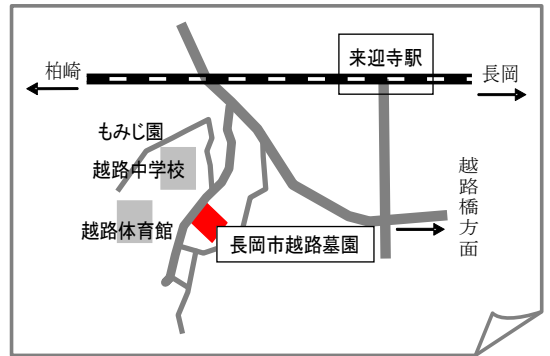 来迎寺駅
柏崎
長岡
もみじ園
越路中学校
越路橋方面
越路体育館
長岡市越路墓園